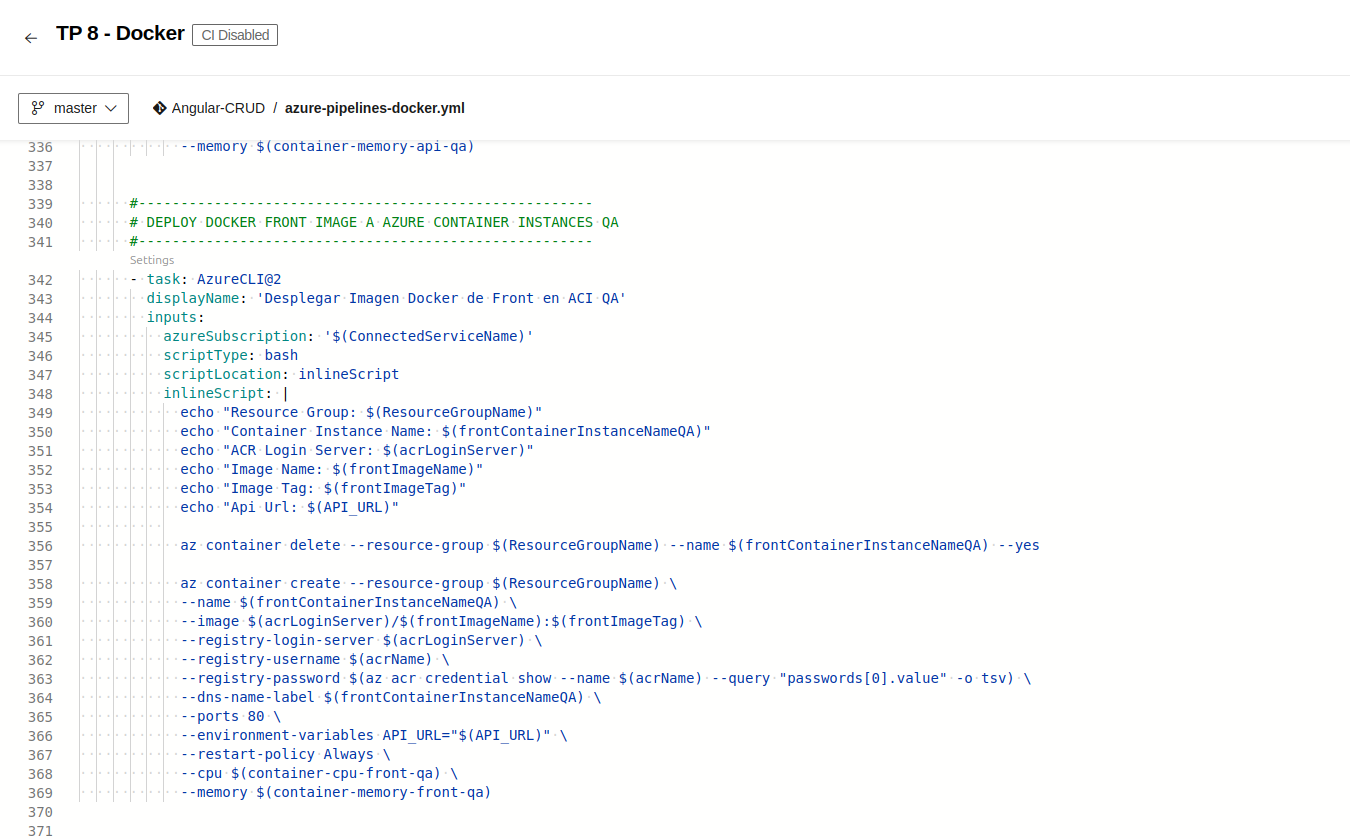 TP 8 - Docker CI Disabled
master Angular-CRUD / azure-pipelines-docker.yml
336 --memory $(container-memory-api-qa)
337
338
339 #------------------------------------------------------
340 # DEPLOY DOCKER FRONT IMAGE A AZURE CONTAINER INSTANCES QA
341 #------------------------------------------------------
Settings
342 - task: AzureCLI@2
343 displayName: 'Desplegar Imagen Docker de Front en ACI QA'
344 inputs:
345 azureSubscription: '$(ConnectedServiceName)'
346 scriptType: bash
347 scriptLocation: inlineScript
348 inlineScript: |
349 echo "Resource Group: $(ResourceGroupName)"
350 echo "Container Instance Name: $(frontContainerInstanceNameQA)"
351 echo "ACR Login Server: $(acrLoginServer)"
352 echo "Image Name: $(frontImageName)"
353 echo "Image Tag: $(frontImageTag)"
354 echo "Api Url: $(API_URL)"
355
356 az container delete --resource-group $(ResourceGroupName) --name $(frontContainerInstanceNameQA) --yes
357
358 az container create --resource-group $(ResourceGroupName) \
359 --name $(frontContainerInstanceNameQA) \
360 --image $(acrLoginServer)/$(frontImageName):$(frontImageTag) \
361 --registry-login-server $(acrLoginServer) \
362 --registry-username $(acrName) \
363 --registry-password $(az acr credential show --name $(acrName) --query "passwords[0].value" -o tsv) \
364 --dns-name-label $(frontContainerInstanceNameQA) \
365 --ports 80 \
366 --environment-variables API_URL="$(API_URL)" \
367 --restart-policy Always \
368 --cpu $(container-cpu-front-qa) \
369 --memory $(container-memory-front-qa)
370
371